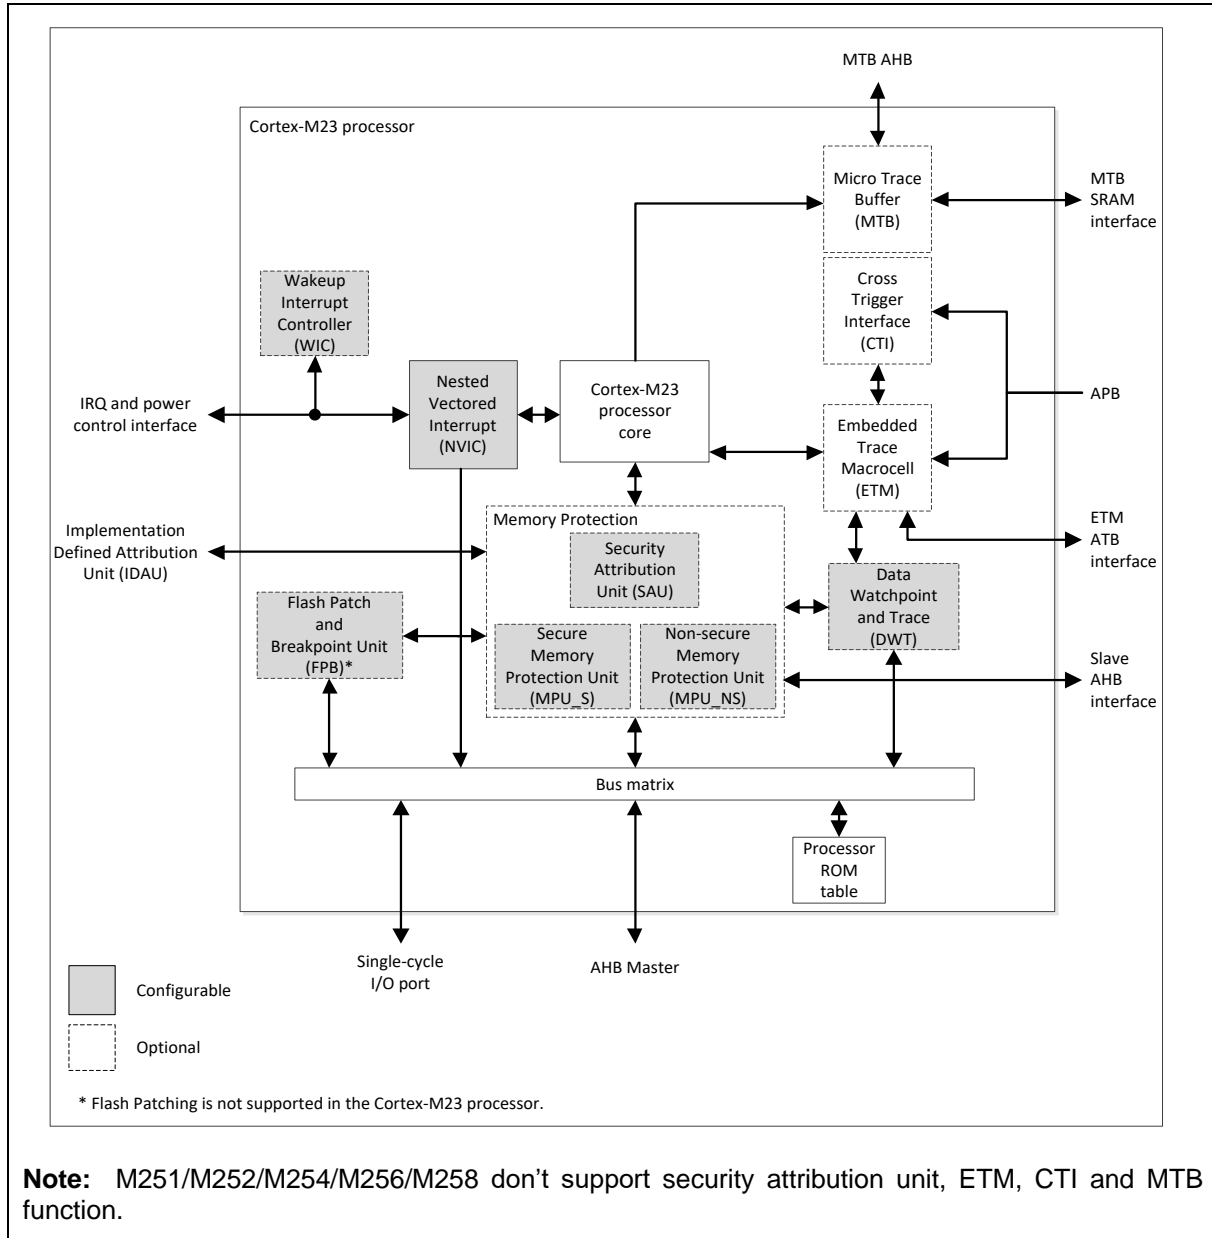 MTB AHB
Cortex-M23 processor
Micro Trace
Buffer
(MTB)
MTB
SRAM
interface
Wakeup
Interrupt
Controller
(WIC)
Cross
Trigger
Interface
(CTI)
IRQ and power
control interface
Nested
Vectored
Interrupt
(NVIC)
Cortex-M23
processor
core
APB
Embedded
Trace
Macrocell
(ETM)
Implementation
Defined Attribution
Unit (IDAU)
Memory Protection
Security
Attribution
Unit (SAU)
ETM
ATB
interface
Data
Watchpoint
and Trace
(DWT)
Flash Patch
and
Breakpoint Unit
(FPB)*
Secure
Memory
Protection Unit
(MPU_S)
Non-secure
Memory
Protection Unit
(MPU_NS)
Slave
AHB
interface
Bus matrix
Processor
ROM
table
Single-cycle
I/O port
AHB Master
Configurable
Optional
* Flash Patching is not supported in the Cortex-M23 processor.
Note: M251/M252/M254/M256/M258 don’t support security attribution unit, ETM, CTI and MTB
function.